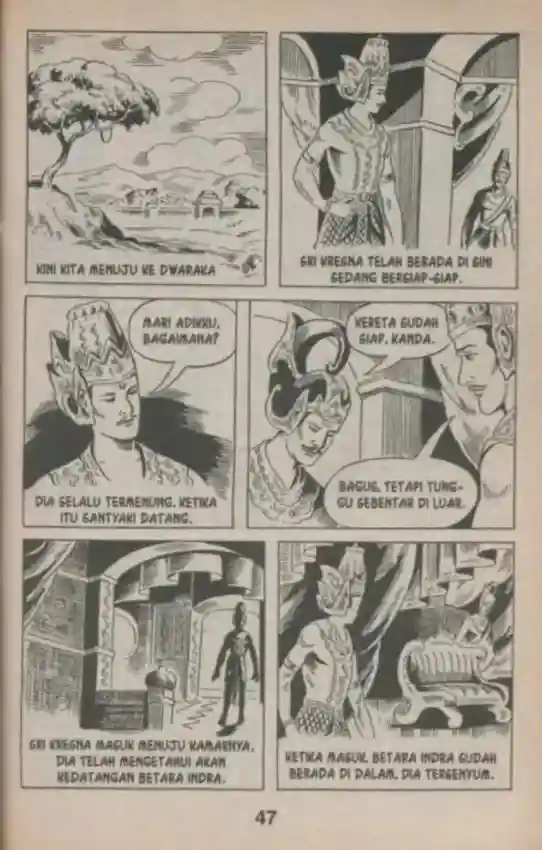 KINI KITA MENUJU KE DWARAKA
SRI KRESNA TELAH BERADA DI SINI
SEDANG BERSIAP-SIAP.
MARI ADIKKU,
BAGAIMANA?
DIA SELALU TERMENUNG. KETIKA
ITU SANTYAKI DATANG.
KERETA SUDAH
SIAP, KANDA.
BAGUS, TETAPI TUNG-
GU SEBENTAR DI LUAR.
SRI KRESNA MASUK MENUJU KAMARNYA.
DIA TELAH MENGETAHUI AKAN
KEDATANGAN BETARA INDRA.
KETIKA MASUK, BETARA INDRA SUDAH
BERADA DI DALAM. DIA TERSENYUM.
47